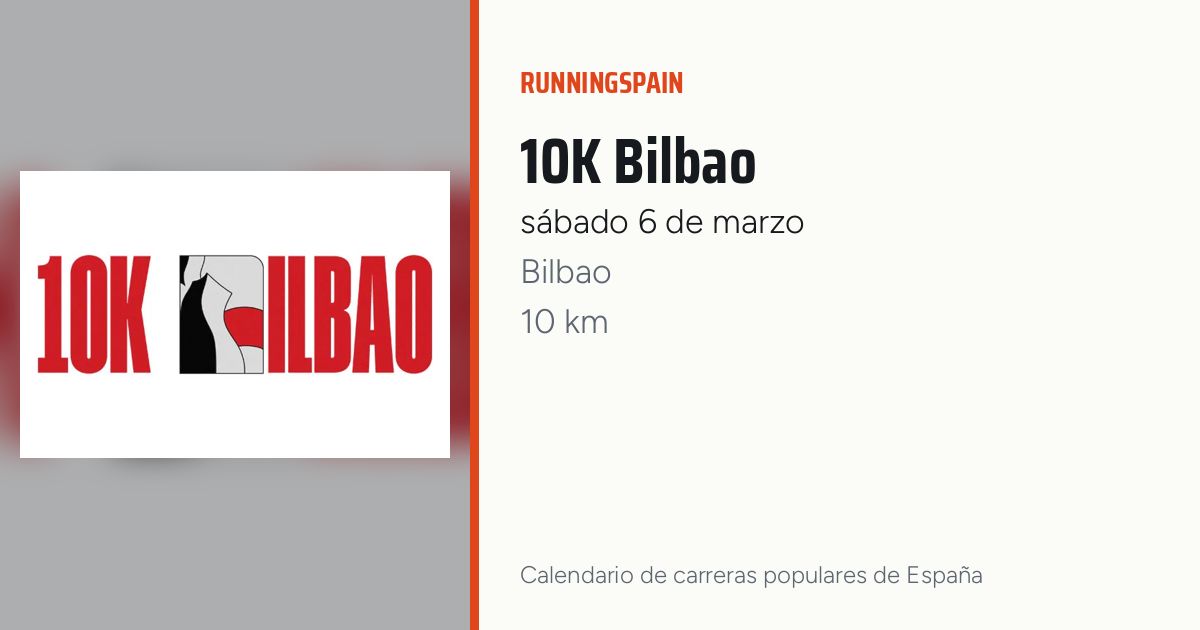 10K BILBAO
RUNNINGSPAIN
10K Bilbao
sábado 6 de marzo
Bilbao
10 km
Calendario de carreras populares de España